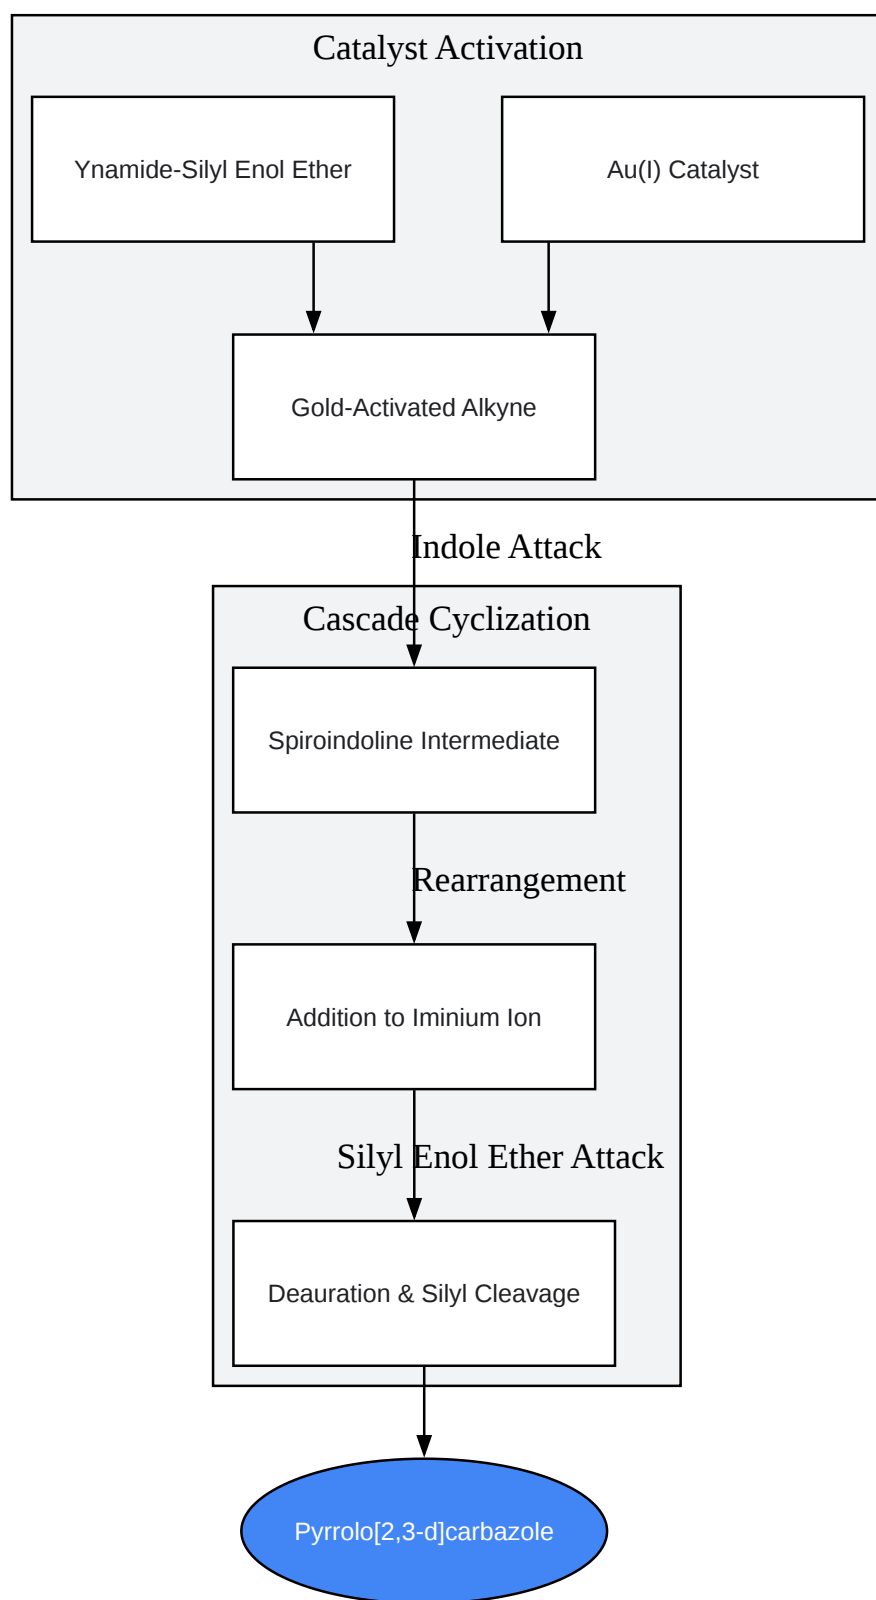 Catalyst Activation
Ynamide-Silyl Enol Ether
Au(I) Catalyst
Gold-Activated Alkyne
Indole Attack
Cascade Cyclization
Spiroindoline Intermediate
Rearrangement
Addition to Iminium Ion
Silyl Enol Ether Attack
Deauration & Silyl Cleavage
Pyrrolo[2,3-d]carbazole